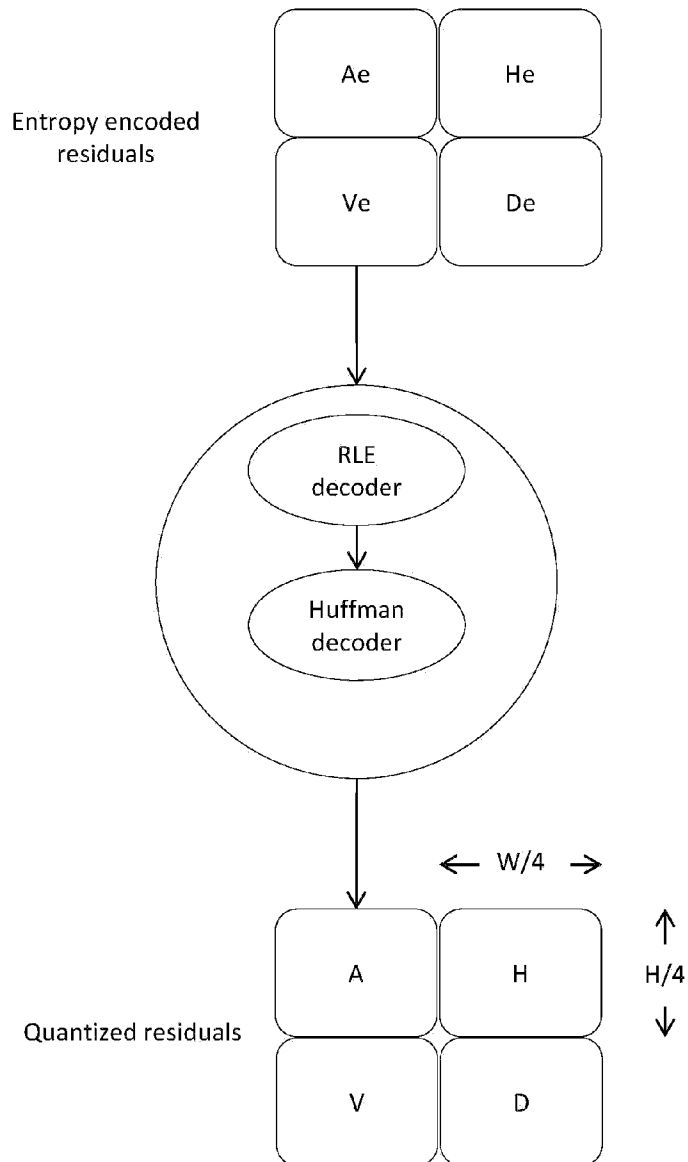 Ae
He
Entropy encoded
residuals
Ve
De
RLE
decoder
Huffman
decoder
W/4
A
H
H/4
Quantized residuals
V
D